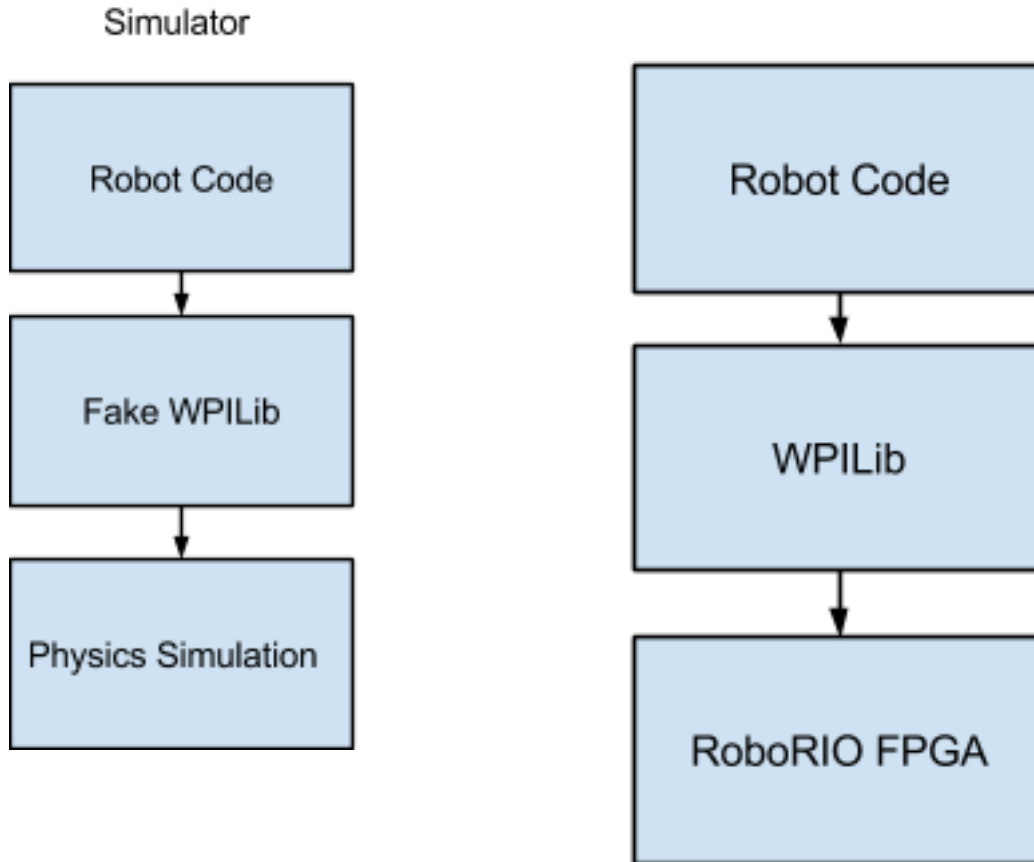 Simulator
Robot Code
Fake WPILib
Physics Simulation
Robot Code
WPILib
RoboRIO FPGA